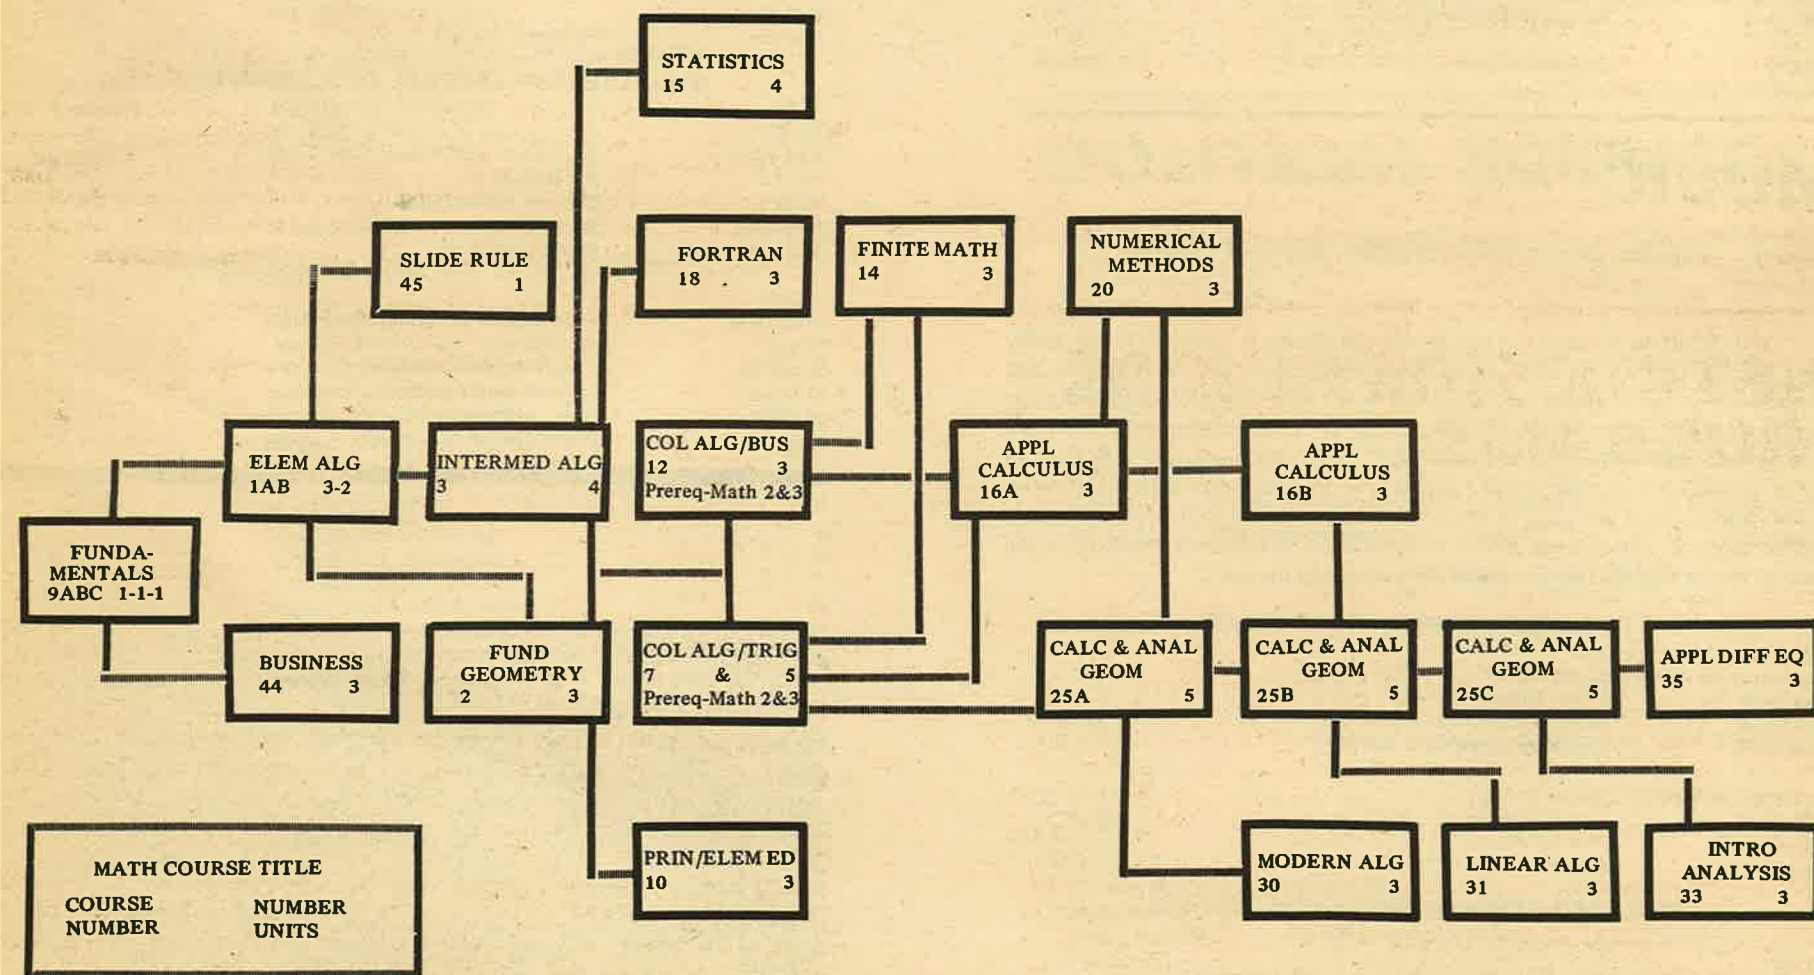 STATISTICS
15 4
SLIDE RULE
45 1
FORTRAN
18 3
FINITE MATH
14 3
NUMERICAL
METHODS
20 3
ELEM ALG
1AB 3-2
INTERMED ALG
3 4
COL ALG/BUS
12 3
Prereq-Math 2&3
APPL
CALCULUS
16A 3
APPL
CALCULUS
16B 3
FUNDA-
MENTALS
9ABC 1-1-1
BUSINESS
44 3
FUND
GEOMETRY
2 3
COL ALG/TRIG
7 & 5
Prereq-Math 2&3
CALC & ANAL
GEOM
25A 5
CALC & ANAL
GEOM
25B 5
CALC & ANAL
GEOM
25C 5
APPL DIFF EQ
35 3
PRIN/ELEM ED
10 3
MODERN ALG
30 3
LINEAR ALG
31 3
INTRO
ANALYSIS
33 3
MATH COURSE TITLE
COURSE NUMBER
NUMBER UNITS